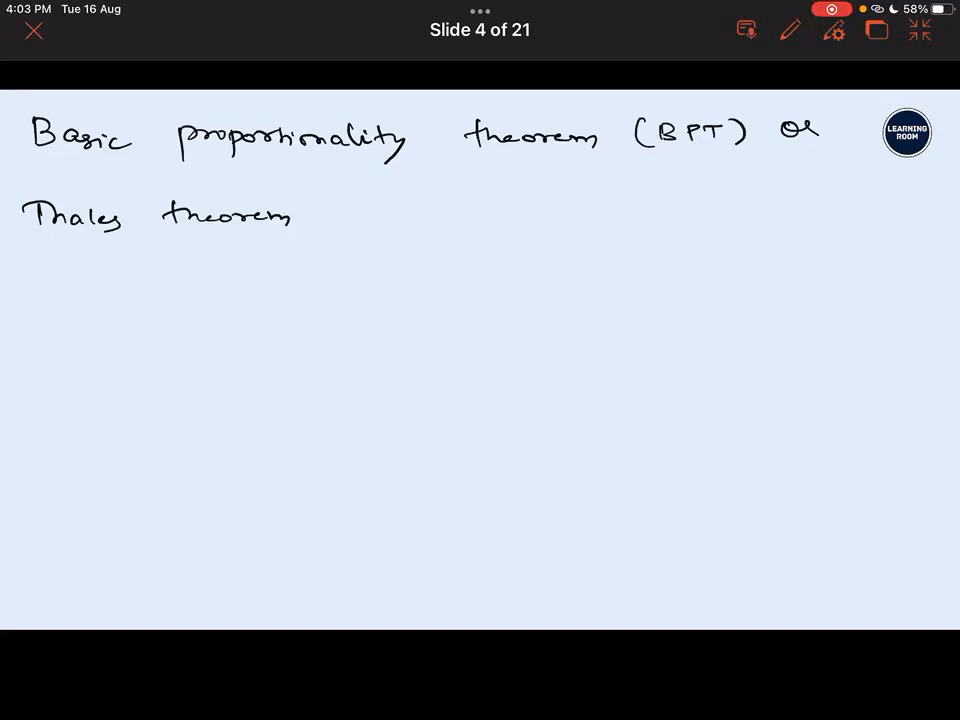 4:03 PM Tue 16 Aug 58%
Slide 4 of 21
Basic proportionality theorem (BPT) or
LEARNING
ROOM
Thales theorem